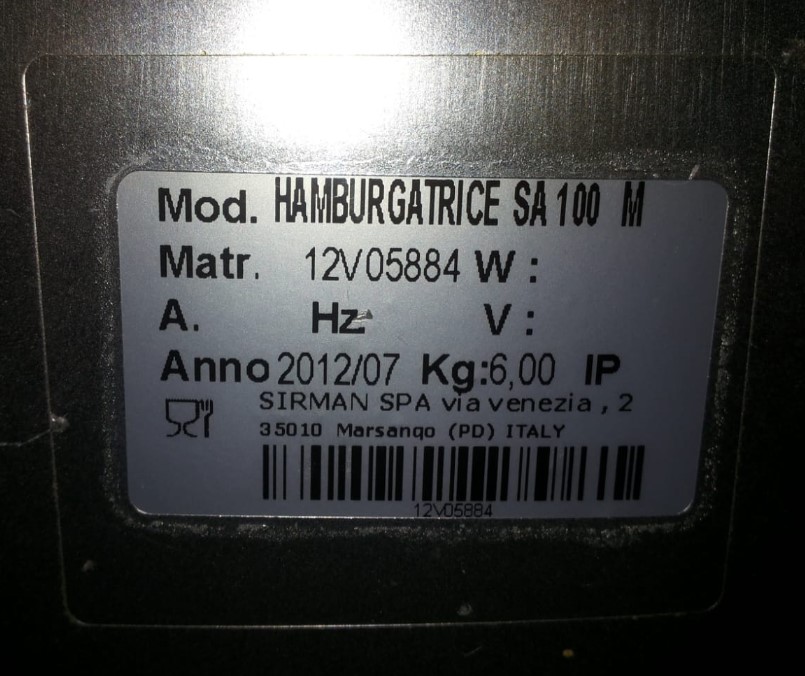 Mod. HAMBURGATRICE SA 100 M
Matr. 12V05884 W :
A. Hz V :
Anno 2012/07 Kg:6,00 IP
SIRMAN SPA via venezia , 2
35010 Marsango (PD) ITALY
12V05884